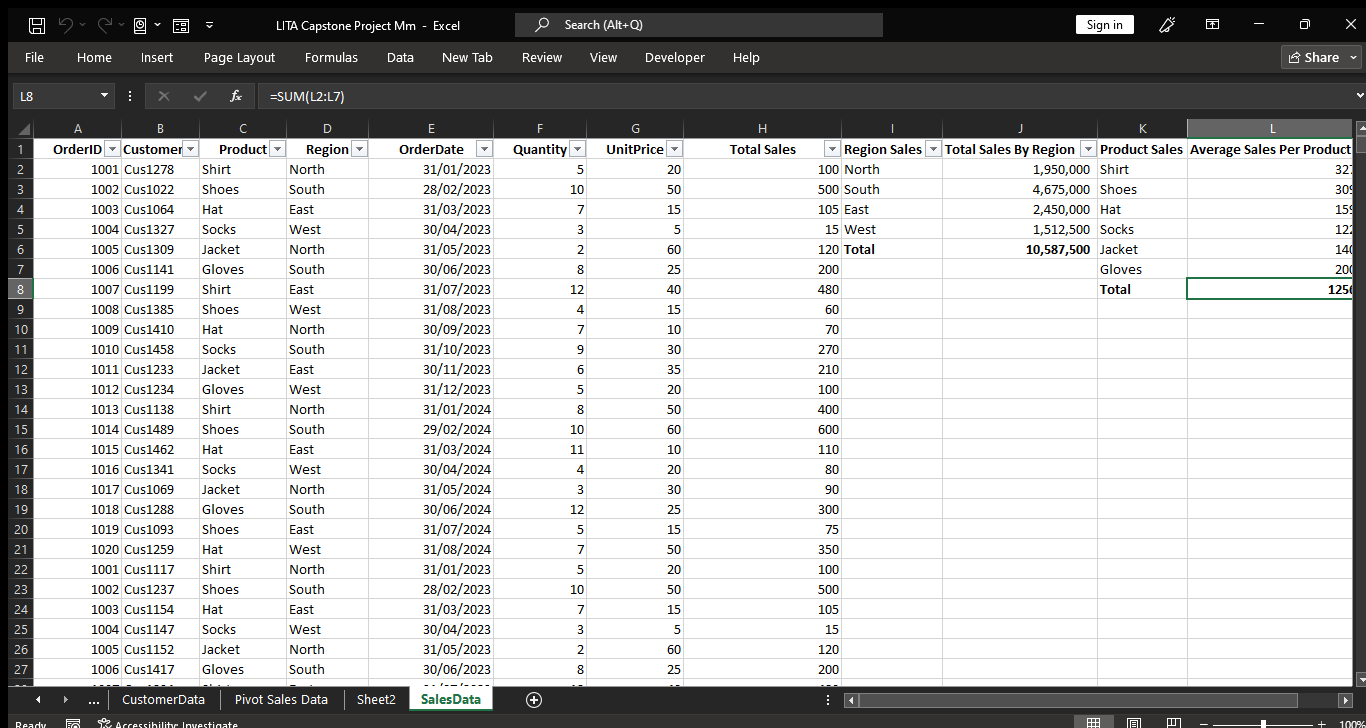 LITA Capstone Project Mm - Excel Search (Alt+Q) Sign in
File Home Insert Page Layout Formulas Data New Tab Review View Developer Help Share
L8 fx =SUM(L2:L7)
A B C D E F G H I J K L
1 OrderID Customer Product Region OrderDate Quantity UnitPrice Total Sales Region Sales Total Sales By Region Product Sales Average Sales Per Product
2 1001 Cus1278 Shirt North 31/01/2023 5 20 100 North 1,950,000 Shirt 327
3 1002 Cus1022 Shoes South 28/02/2023 10 50 500 South 4,675,000 Shoes 309
4 1003 Cus1064 Hat East 31/03/2023 7 15 105 East 2,450,000 Hat 159
5 1004 Cus1327 Socks West 30/04/2023 3 5 15 West 1,512,500 Socks 122
6 1005 Cus1309 Jacket North 31/05/2023 2 60 120 Total 10,587,500 Jacket 140
7 1006 Cus1141 Gloves South 30/06/2023 8 25 200 Gloves 200
8 1007 Cus1199 Shirt East 31/07/2023 12 40 480 Total 1250
9 1008 Cus1385 Shoes West 31/08/2023 4 15 60
10 1009 Cus1410 Hat North 30/09/2023 7 10 70
11 1010 Cus1458 Socks South 31/10/2023 9 30 270
12 1011 Cus1233 Jacket East 30/11/2023 6 35 210
13 1012 Cus1234 Gloves West 31/12/2023 5 20 100
14 1013 Cus1138 Shirt North 31/01/2024 8 50 400
15 1014 Cus1489 Shoes South 29/02/2024 10 60 600
16 1015 Cus1462 Hat East 31/03/2024 11 10 110
17 1016 Cus1341 Socks West 30/04/2024 4 20 80
18 1017 Cus1069 Jacket North 31/05/2024 3 30 90
19 1018 Cus1288 Gloves South 30/06/2024 12 25 300
20 1019 Cus1093 Shoes East 31/07/2024 5 15 75
21 1020 Cus1259 Hat West 31/08/2024 7 50 350
22 1001 Cus1117 Shirt North 31/01/2023 5 20 100
23 1002 Cus1237 Shoes South 28/02/2023 10 50 500
24 1003 Cus1154 Hat East 31/03/2023 7 15 105
25 1004 Cus1147 Socks West 30/04/2023 3 5 15
26 1005 Cus1152 Jacket North 31/05/2023 2 60 120
27 1006 Cus1417 Gloves South 30/06/2023 8 25 200
... CustomerData Pivot Sales Data Sheet2 SalesData
Ready Accessibility: Investigate 100%